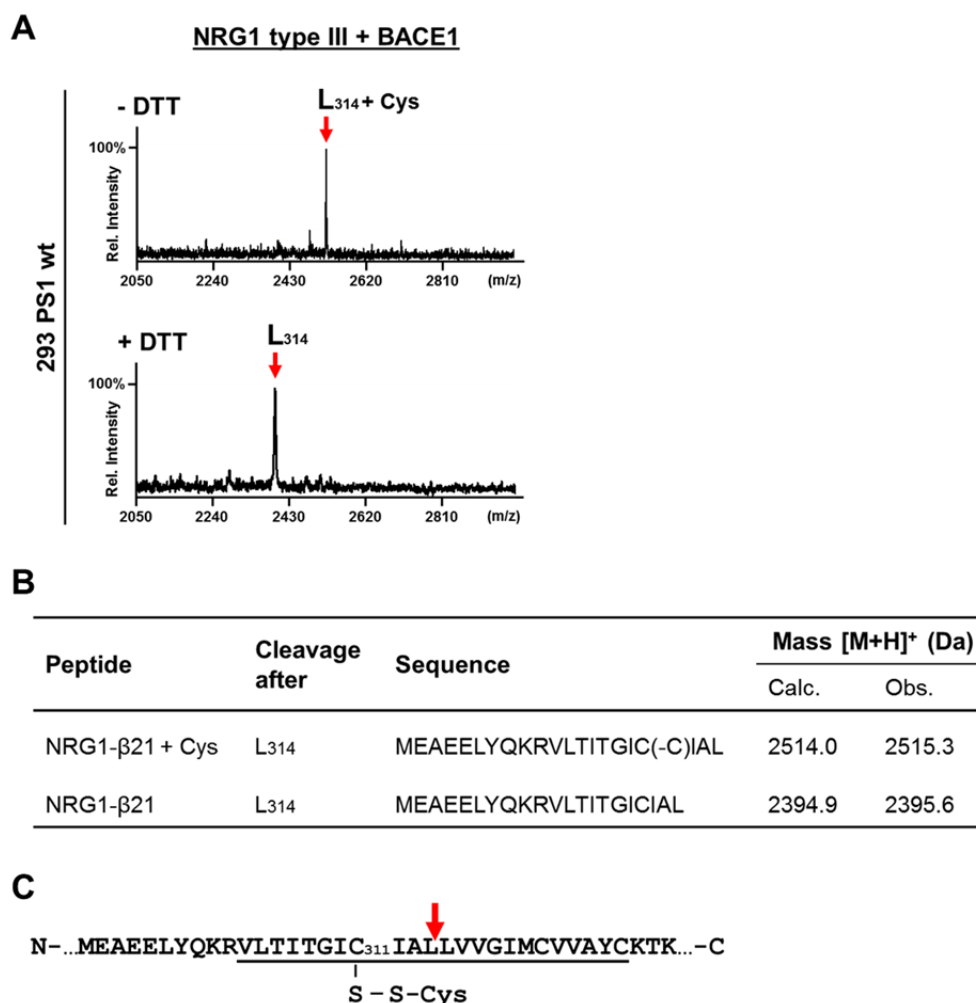 A
NRG1 type III + BACE1
293 PS1 wt
- DTT
L314 + Cys
100%
Rel. Intensity
2050 2240 2430 2620 2810 (m/z)
+ DTT
L314
100%
Rel. Intensity
2050 2240 2430 2620 2810 (m/z)
B
Peptide Cleavage after Sequence Mass [M+H]+ (Da)
Calc. Obs.
NRG1-β21 + Cys L314 MEAEELYQKRVLTITGIC(-C)IAL 2514.0 2515.3
NRG1-β21 L314 MEAEELYQKRVLTITGICIAL 2394.9 2395.6
C
N-…MEAEELYQKRVLTITGIC311IALLVVGIMCVVAYCKTK…-C
S-S-Cys